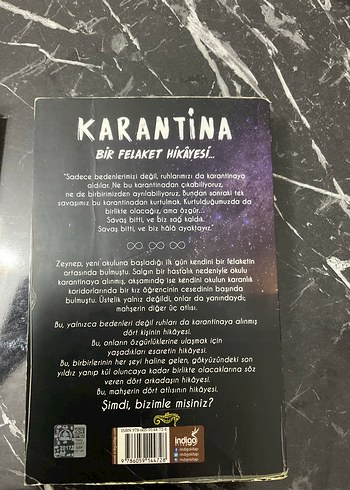 KARANTİNA
BİR FELAKET HİKÂYESİ...
"Sadece bedenlerimizi değil, ruhlarımızı da karantinaya
aldılar. Ne bu karantinadan çıkabiliyoruz,
ne de birbirimizden ayrılabiliyoruz. Bundan sonraki tek
savaşımız bu karantinadan kurtulmak. Kurtulduğumuzda da
birlikte olacağız, ama özgür...
Savaş bitti, ve biz sağ kaldık."
"Savaş bitti, ve biz hâlâ ayaktayız."
Zeynep, yeni okuluna başladığı ilk gün kendini bir felaketin
ortasında bulmuştu. Salgın bir hastalık nedeniyle okulu
karantinaya alınmış, akşamında ise kendini okulun karanlık
koridorlarında bir kız öğrencinin cesedinin başında
bulmuştu. Üstelik yalnız değildi, onlar da yanındaydı;
mahşerin diğer üç atlısı.
Bu, yalnızca bedenleri değil ruhları da karantinaya alınmış
dört kişinin hikâyesi.
Bu, onların özgürlüklerine ulaşmak için
yaşadıkları esaretin hikâyesi.
Bu, birbirlerinin her şeyi haline gelen, gökyüzündeki son
yıldız yanıp kül oluncaya kadar birlikte olacaklarına söz
veren dört arkadaşın hikâyesi.
Bu, mahşerin dört atlısının hikâyesi.
Şimdi, bizimle misiniz?
indigo
kitap
9 786059 144728